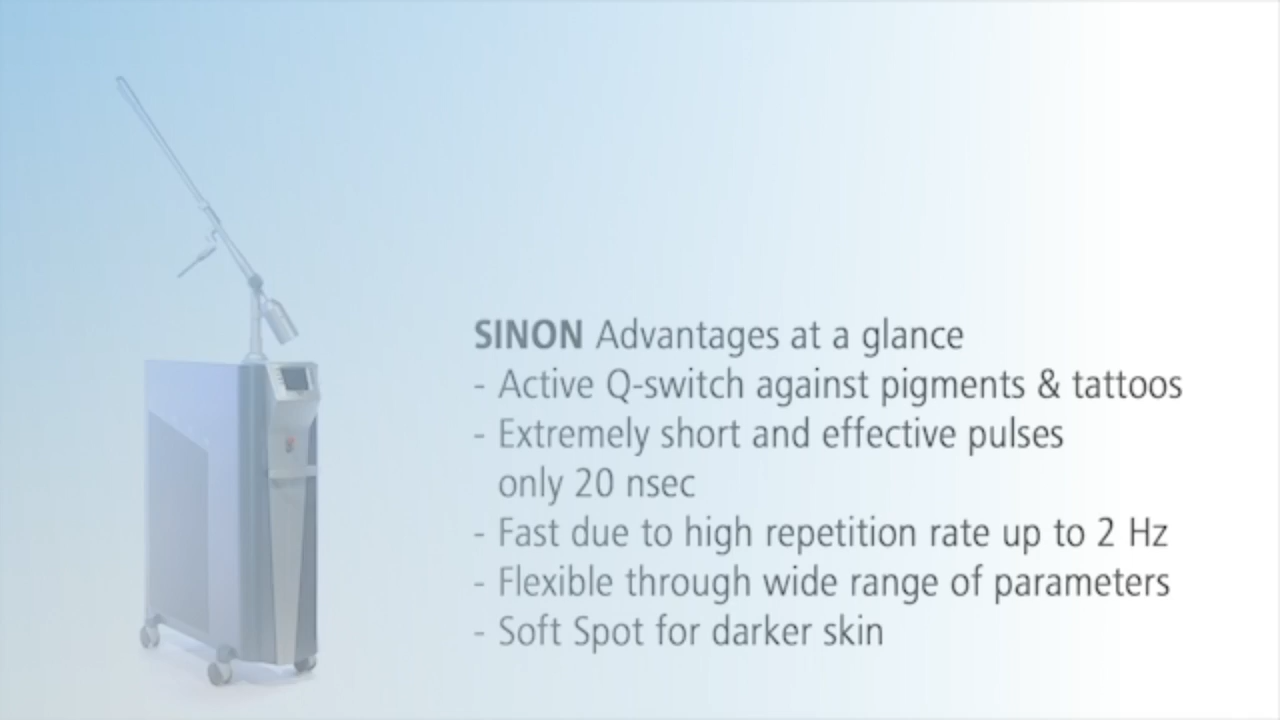 SINON Advantages at a glance
- Active Q-switch against pigments & tattoos
- Extremely short and effective pulses
only 20 nsec
- Fast due to high repetition rate up to 2 Hz
- Flexible through wide range of parameters
- Soft Spot for darker skin